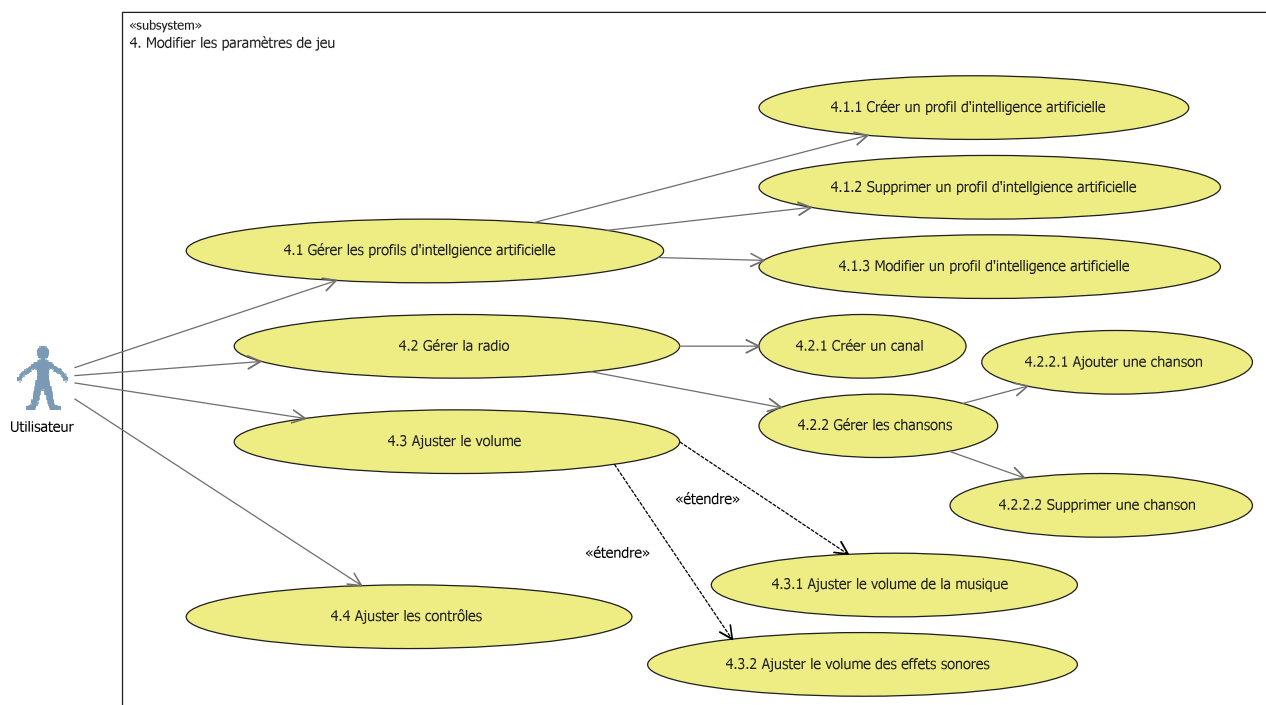 «subsystem»
4. Modifier les paramètres de jeu
4.1.1 Créer un profil d'intelligence artificielle
4.1.2 Supprimer un profil d'intellgience artificielle
4.1 Gérer les profils d'intellgience artificielle
4.1.3 Modifier un profil d'intelligence artificielle
4.2 Gérer la radio
4.2.1 Créer un canal
4.2.2.1 Ajouter une chanson
Utilisateur
4.3 Ajuster le volume
4.2.2 Gérer les chansons
«étendre»
4.2.2.2 Supprimer une chanson
«étendre»
4.3.1 Ajuster le volume de la musique
4.4 Ajuster les contrôles
4.3.2 Ajuster le volume des effets sonores